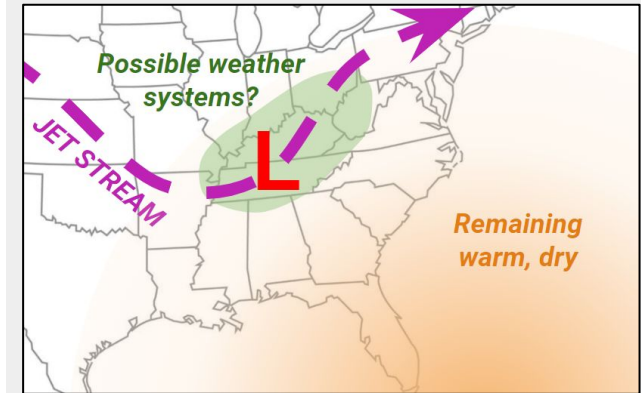 Possible weather
systems?
JET STREAM
L
Remaining
warm, dry